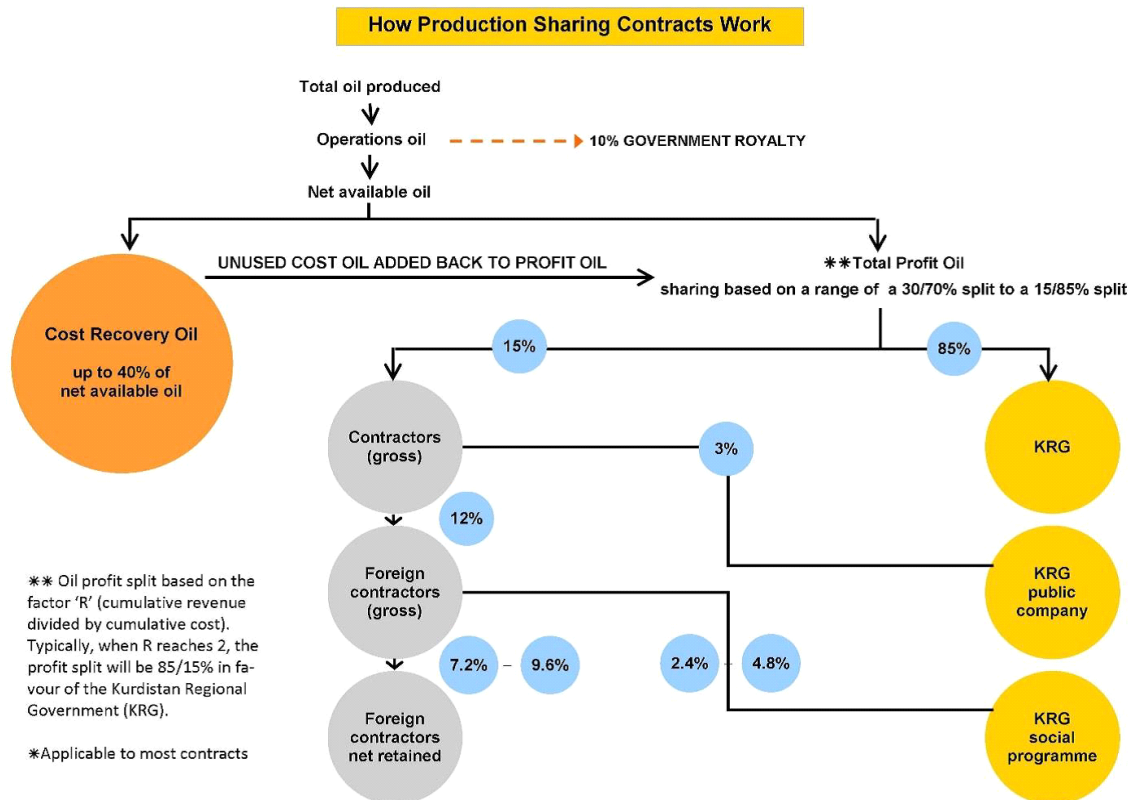 How Production Sharing Contracts Work
Total oil produced
Operations oil
10% GOVERNMENT ROYALTY
Net available oil
UNUSED COST OIL ADDED BACK TO PROFIT OIL
∗∗Total Profit Oil
sharing based on a range of a 30/70% split to a 15/85% split
Cost Recovery Oil
up to 40% of
net available oil
15%
85%
Contractors
(gross)
3%
KRG
12%
Foreign
contractors
(gross)
KRG
public
company
7.2% – 9.6%
2.4% – 4.8%
Foreign
contractors
net retained
KRG
social
programme
∗∗ Oil profit split based on the
factor ‘R’ (cumulative revenue
divided by cumulative cost).
Typically, when R reaches 2, the
profit split will be 85/15% in fa-
vour of the Kurdistan Regional
Government (KRG).
∗Applicable to most contracts